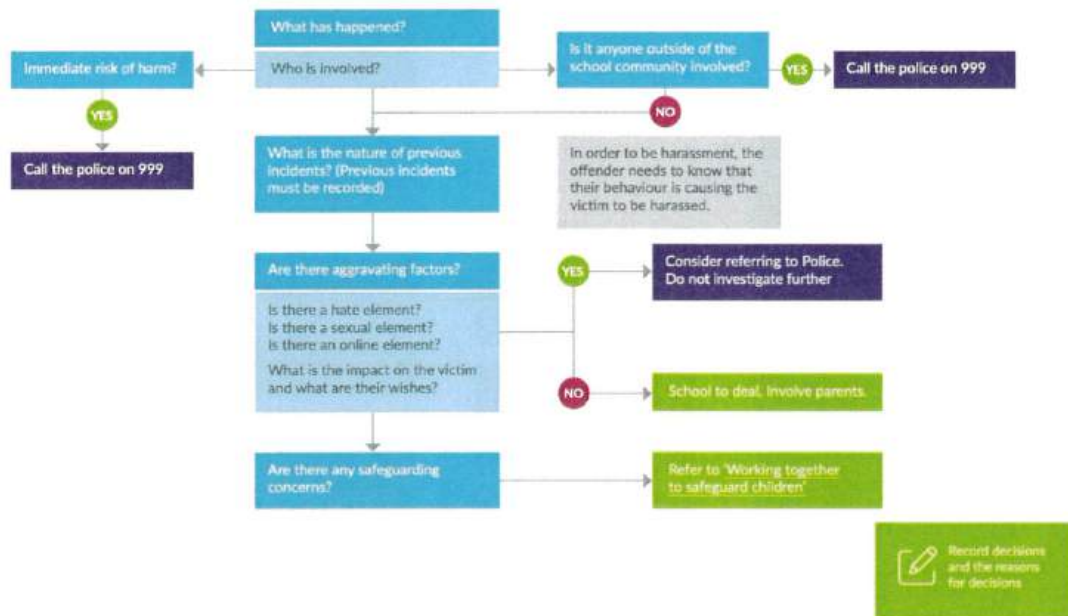 What has happened?
Who is involved?
Immediate risk of harm?
YES
Call the police on 999
Is it anyone outside of the
school community involved?
YES
Call the police on 999
NO
In order to be harassment, the
offender needs to know that
their behaviour is causing the
victim to be harassed.
What is the nature of previous
incidents? (Previous incidents
must be recorded)
Are there aggravating factors?
Is there a hate element?
Is there a sexual element?
Is there an online element?
What is the impact on the victim
and what are their wishes?
YES
Consider referring to Police.
Do not investigate further
NO
School to deal. Involve parents.
Are there any safeguarding
concerns?
Refer to 'Working together
to safeguard children'
Record decisions
and the reasons
for decisions